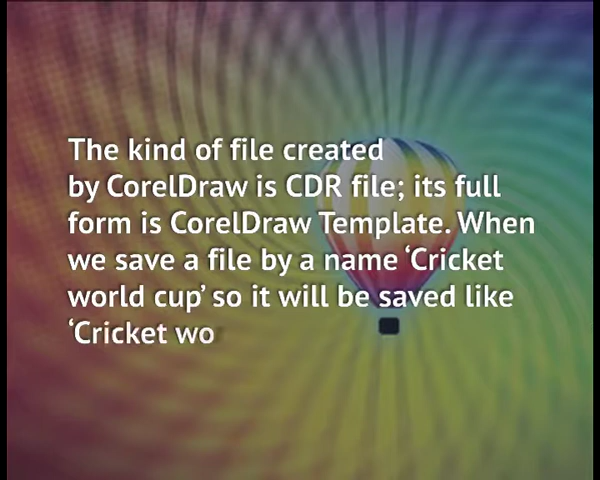 The kind of file created
by CorelDraw is CDR file; its full
form is CorelDraw Template. When
we save a file by a name ‘Cricket
world cup’ so it will be saved like
‘Cricket wo